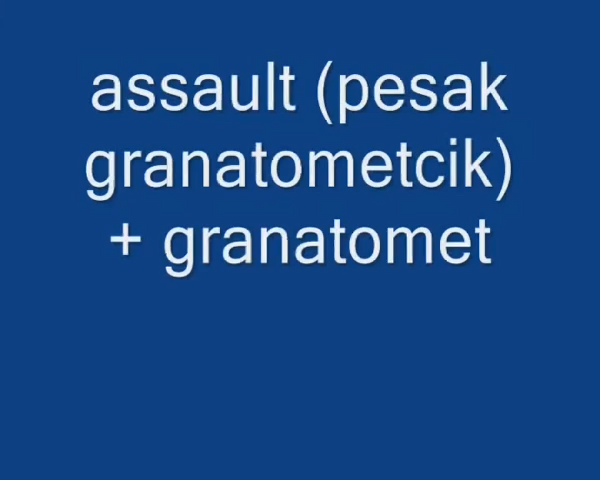 assault (pesak
granatometcik)
+ granatomet